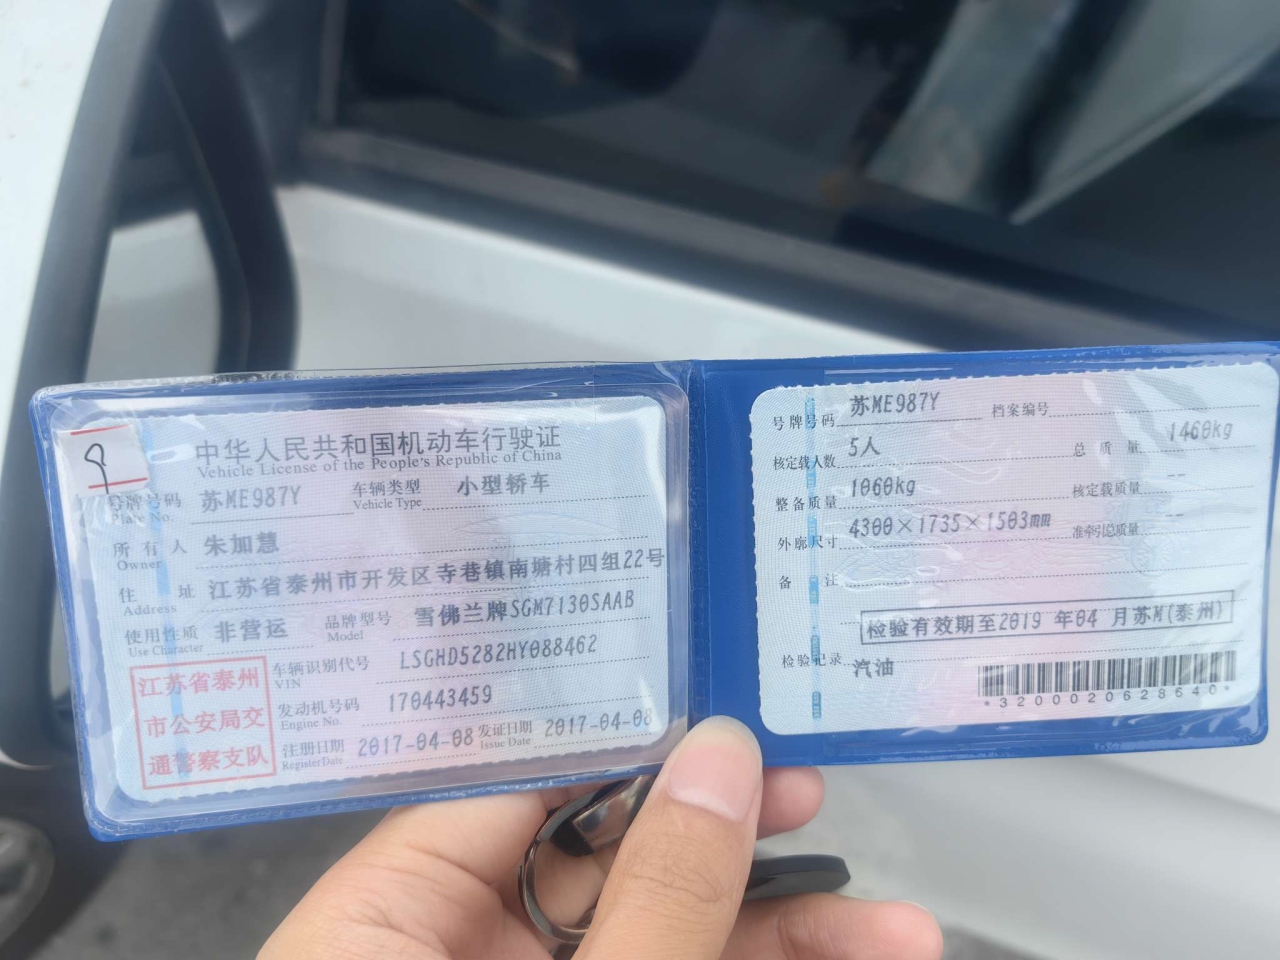 9
中华人民共和国机动车行驶证
Vehicle License of the People's Republic of China
号牌号码 苏ME987Y 车辆类型 小型轿车
Plate No. Vehicle Type
所有人 朱加慧
Owner
住址 江苏省泰州市开发区寺巷镇南塘村四组22号
Address
使用性质 非营运 品牌型号 雪佛兰牌SGM7130SAAB
Use Character Model
江苏省泰州
市公安局交
通警察支队
车辆识别代号 LSGHD5282HY088462
VIN
发动机号码 170443459
Engine No.
注册日期 2017-04-08 发证日期 2017-04-08
Register Date Issue Date
号牌号码 苏ME987Y 档案编号
核定载人数 5人 总质量 1460kg
整备质量 1060kg 核定载质量 --
外廓尺寸 4300×1735×1503mm 准牵引总质量 --
备注
检验有效期至2019 年04 月苏M(泰州)
检验记录
汽油
*3200020628640*